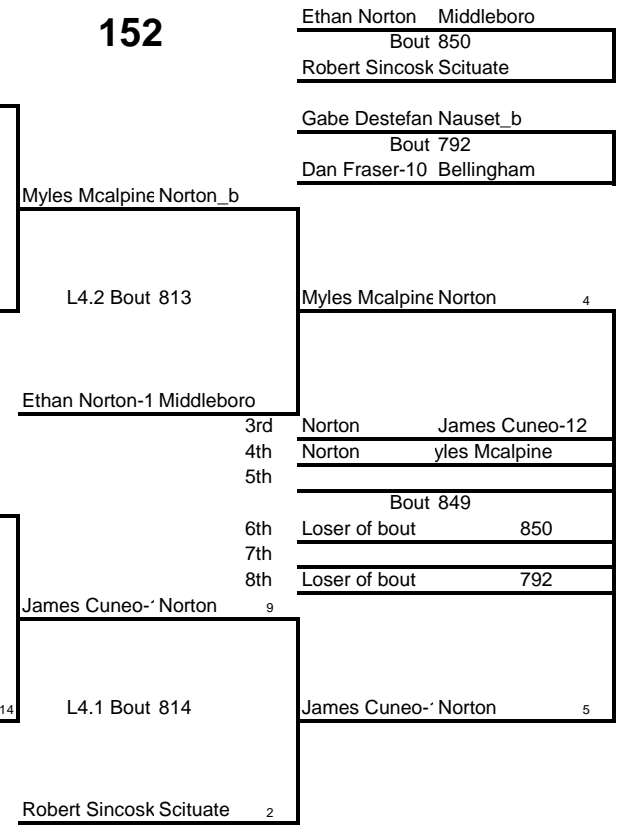 152
Ethan Norton Middleboro
Bout 850
Robert Sincosk Scituate
Gabe Destefan Nauset_b
Bout 792
Dan Fraser-10 Bellingham
Myles Mcalpine Norton_b
L4.2 Bout 813
Myles Mcalpine Norton 4
Ethan Norton-1 Middleboro
3rd Norton James Cuneo-12
4th Norton yles Mcalpine
5th
Bout 849
6th Loser of bout 850
7th
8th Loser of bout 792
James Cuneo-1 Norton 9
14 L4.1 Bout 814
James Cuneo-1 Norton 5
Robert Sincosk Scituate 2